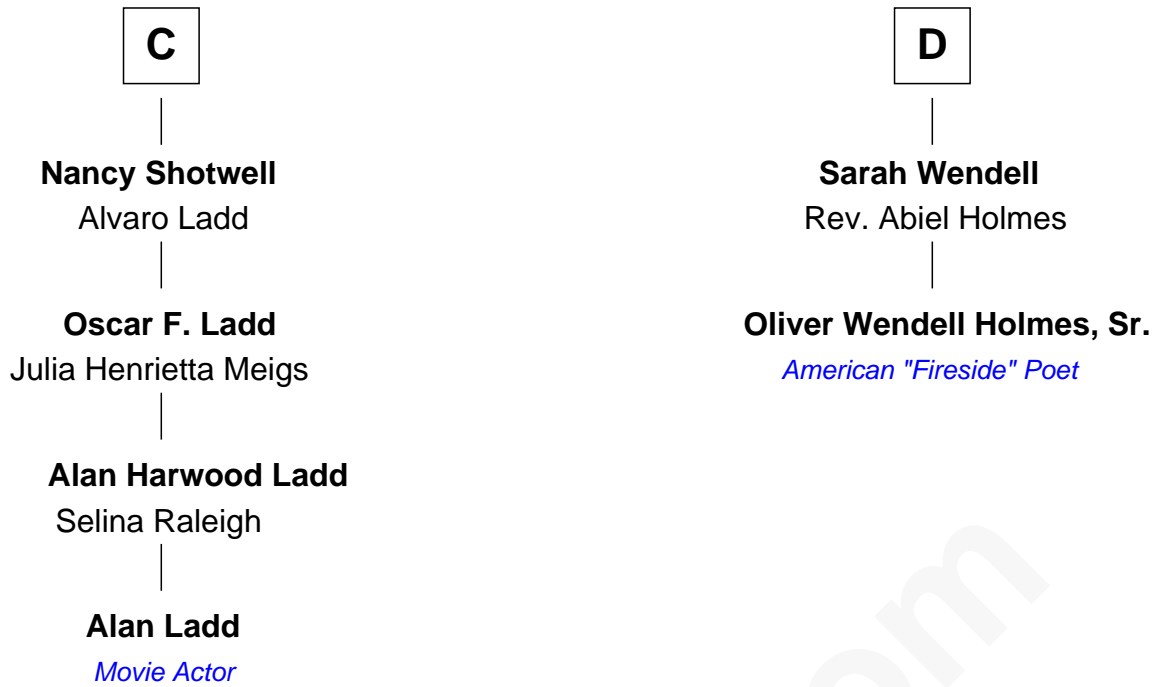 C
Nancy Shotwell
Alvaro Ladd
Oscar F. Ladd
Julia Henrietta Meigs
Alan Harwood Ladd
Selina Raleigh
Alan Ladd
Movie Actor
D
Sarah Wendell
Rev. Abiel Holmes
Oliver Wendell Holmes, Sr.
American "Fireside" Poet
om